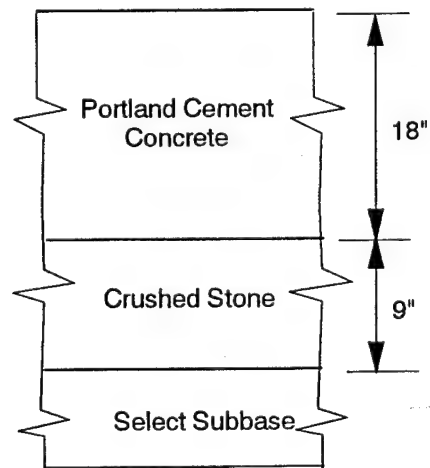 Portland Cement
Concrete
18"
Crushed Stone
9"
Select Subbase